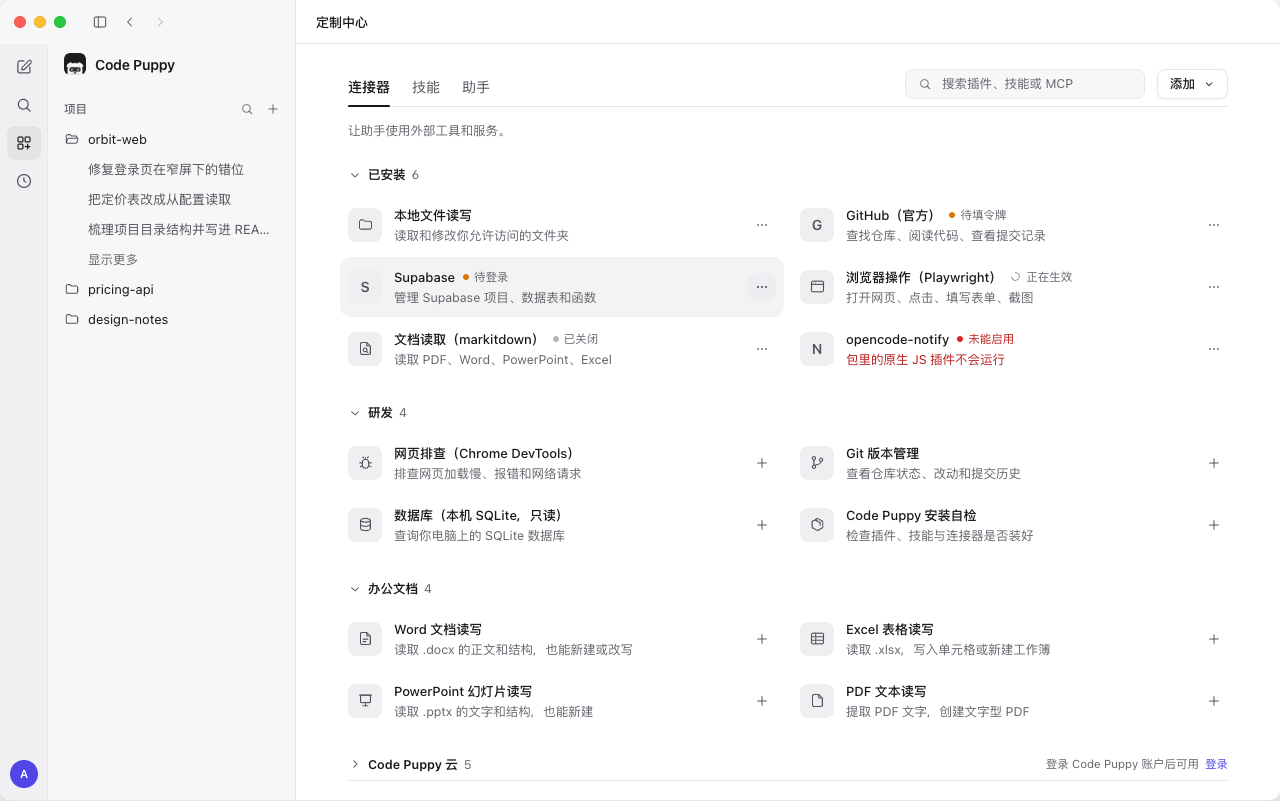 定制中心
Code Puppy
项目
orbit-web
修复登录页在窄屏下的错位
把定价表改成从配置读取
梳理项目目录结构并写进 REA...
显示更多
pricing-api
design-notes
A
连接器 技能 助手
搜索插件、技能或 MCP
添加
让助手使用外部工具和服务。
已安装 6
本地文件读写
读取和修改你允许访问的文件夹
GitHub（官方） 待填令牌
查找仓库、阅读代码、查看提交记录
S
Supabase 待登录
管理 Supabase 项目、数据表和函数
G
浏览器操作（Playwright） 正在生效
打开网页、点击、填写表单、截图
文档读取（markitdown） 已关闭
读取 PDF、Word、PowerPoint、Excel
N
opencode-notify 未能启用
包里的原生 JS 插件不会运行
研发 4
网页排查（Chrome DevTools）
排查网页加载慢、报错和网络请求
Git 版本管理
查看仓库状态、改动和提交历史
数据库（本机 SQLite，只读）
查询你电脑上的 SQLite 数据库
Code Puppy 安装自检
检查插件、技能与连接器是否装好
办公文档 4
Word 文档读写
读取 .docx 的正文和结构，也能新建或改写
Excel 表格读写
读取 .xlsx，写入单元格或新建工作簿
PowerPoint 幻灯片读写
读取 .pptx 的文字和结构，也能新建
PDF 文本读写
提取 PDF 文字，创建文字型 PDF
Code Puppy 云 5
登录 Code Puppy 账户后可用 登录